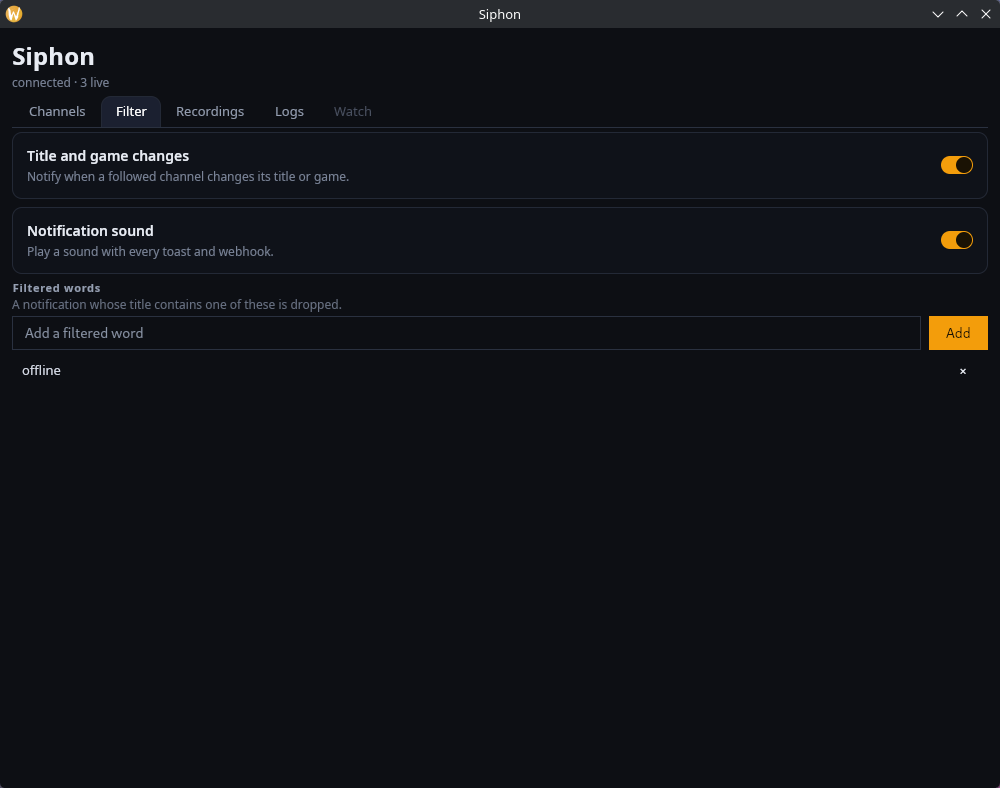 Siphon
Siphon
connected · 3 live
Channels Filter Recordings Logs Watch
Title and game changes
Notify when a followed channel changes its title or game.
Notification sound
Play a sound with every toast and webhook.
Filtered words
A notification whose title contains one of these is dropped.
Add a filtered word Add
offline ×